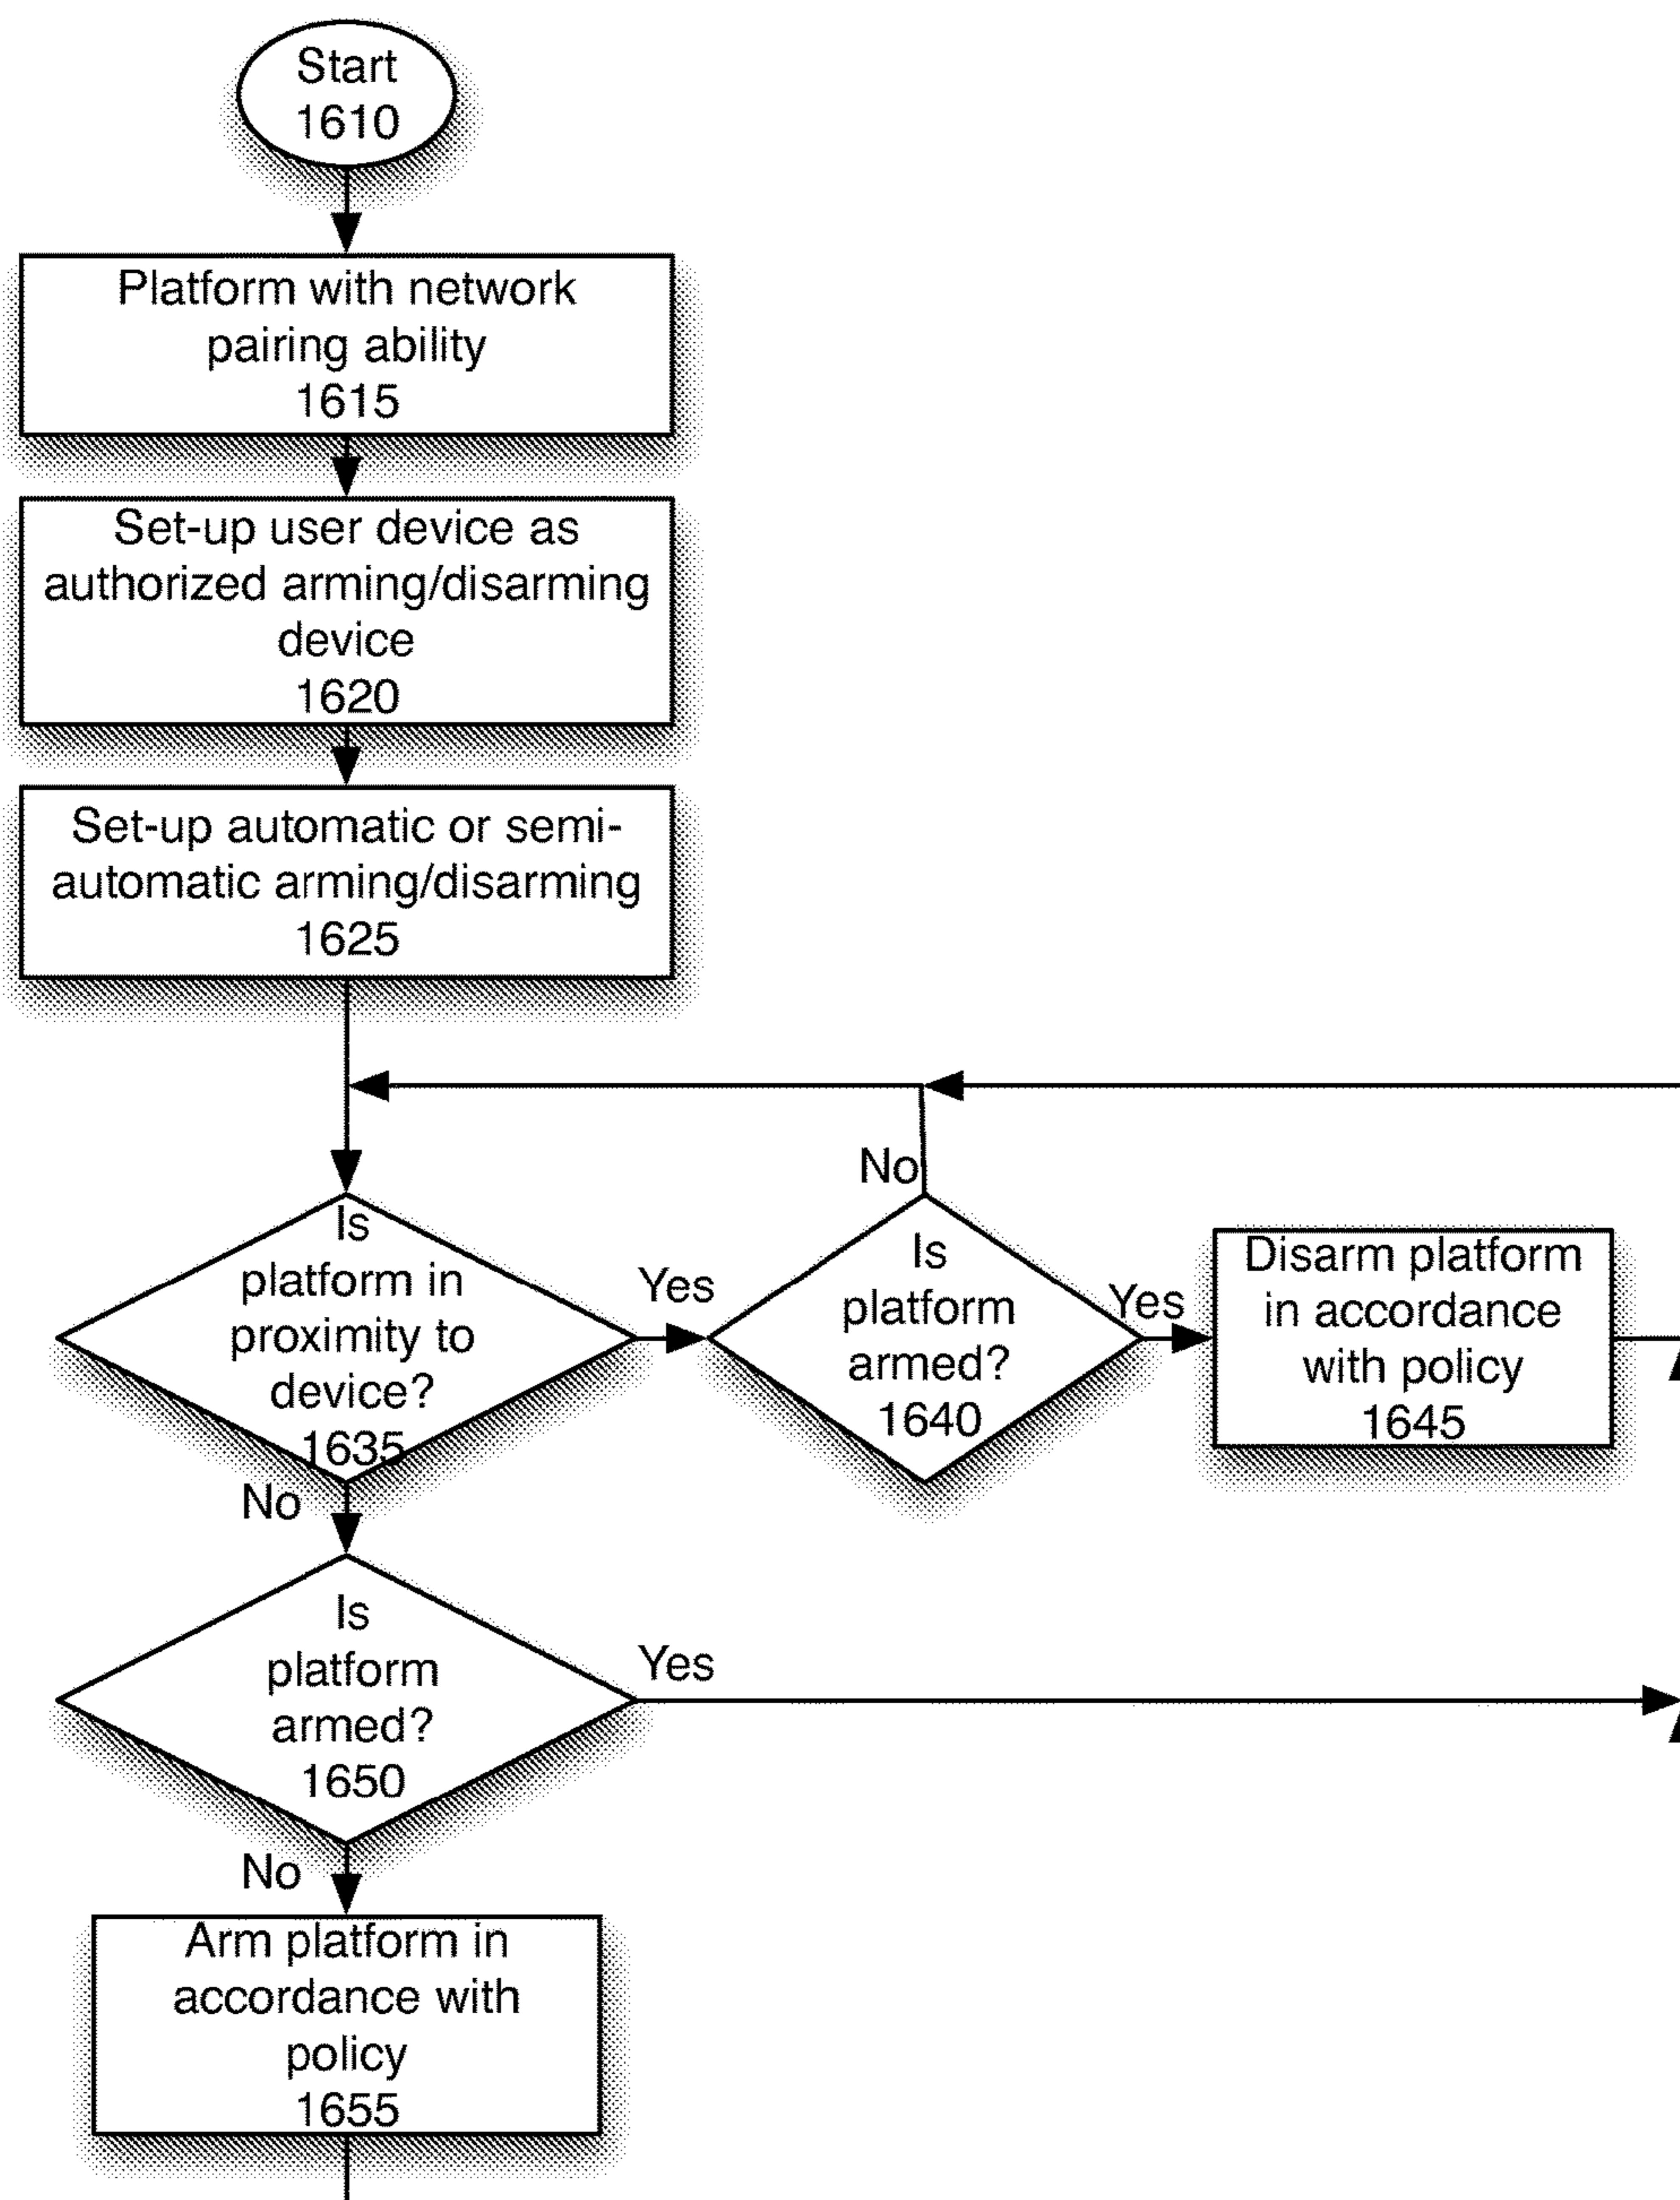 Start
1610
Platform with network
pairing ability
1615
Set-up user device as
authorized arming/disarming
device
1620
Set-up automatic or semi-
automatic arming/disarming
1625
Is
platform in
proximity to
device?
1635
Yes
No
Is
platform
armed?
1640
No
Yes
Disarm platform
in accordance
with policy
1645
Is
platform
armed?
1650
Yes
No
Arm platform in
accordance with
policy
1655